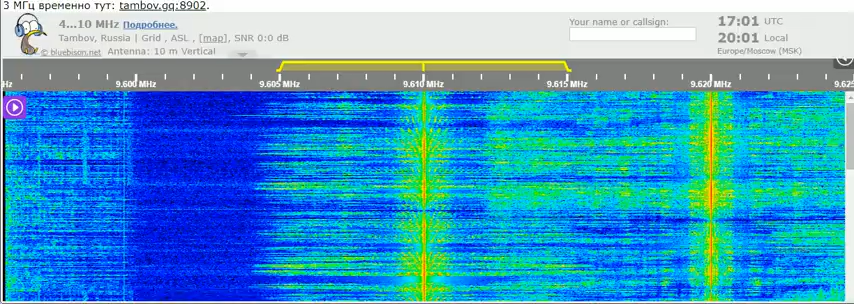 3 МГц временно тут: tambov.gq:8902.
4...10 MHz Подробнее.
Tambov, Russia | Grid , ASL , [map], SNR 0:0 dB
© bluebison.net Antenna: 10 m Vertical
Your name or callsign:
17:01 UTC
20:01 Local
Europe/Moscow (MSK)
Hz 9.600 MHz 9.605 MHz 9.610 MHz 9.615 MHz 9.620 MHz 9.625